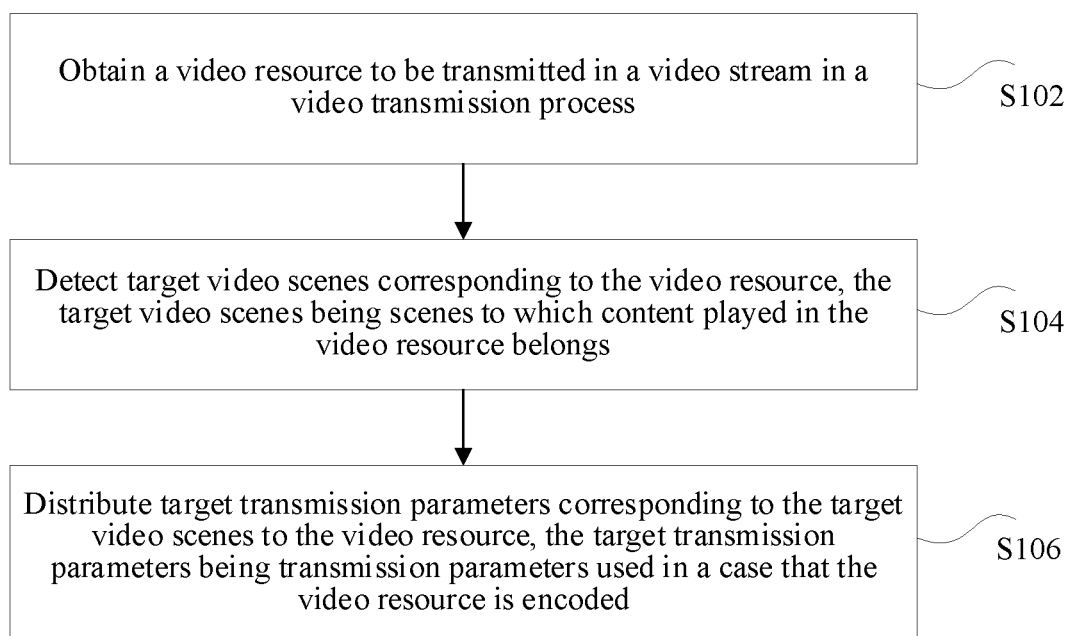 Obtain a video resource to be transmitted in a video stream in a
video transmission process
S102
Detect target video scenes corresponding to the video resource, the
target video scenes being scenes to which content played in the
video resource belongs
S104
Distribute target transmission parameters corresponding to the target
video scenes to the video resource, the target transmission
parameters being transmission parameters used in a case that the
video resource is encoded
S106